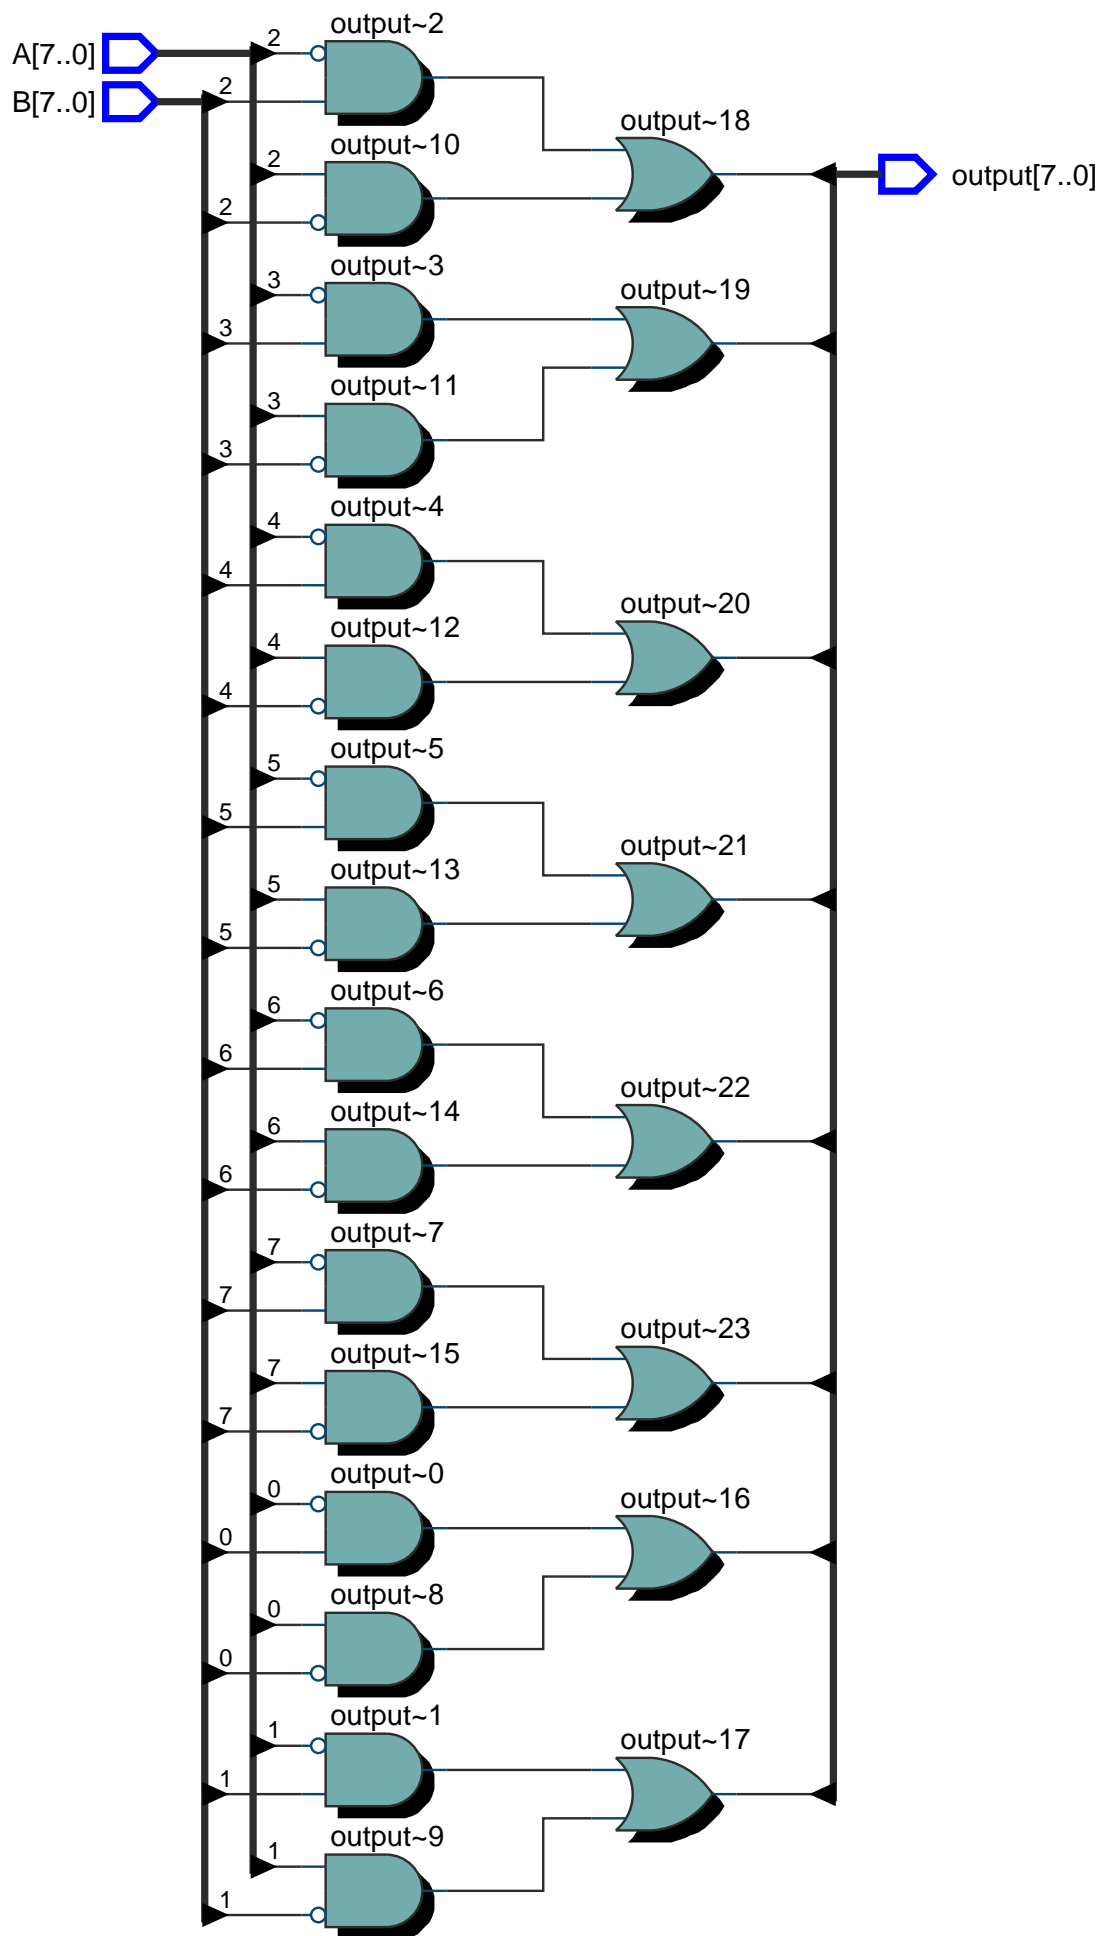 output~2
A[7..0]
2
B[7..0]
2
output~18
output~10
2
output[7..0]
2
output~3
3
output~19
3
output~11
3
3
output~4
4
4
output~20
output~12
4
4
output~5
5
5
output~21
output~13
5
5
output~6
6
6
output~22
output~14
6
6
output~7
7
7
output~23
output~15
7
7
output~0
0
output~16
0
output~8
0
0
output~1
1
output~17
1
output~9
1
1